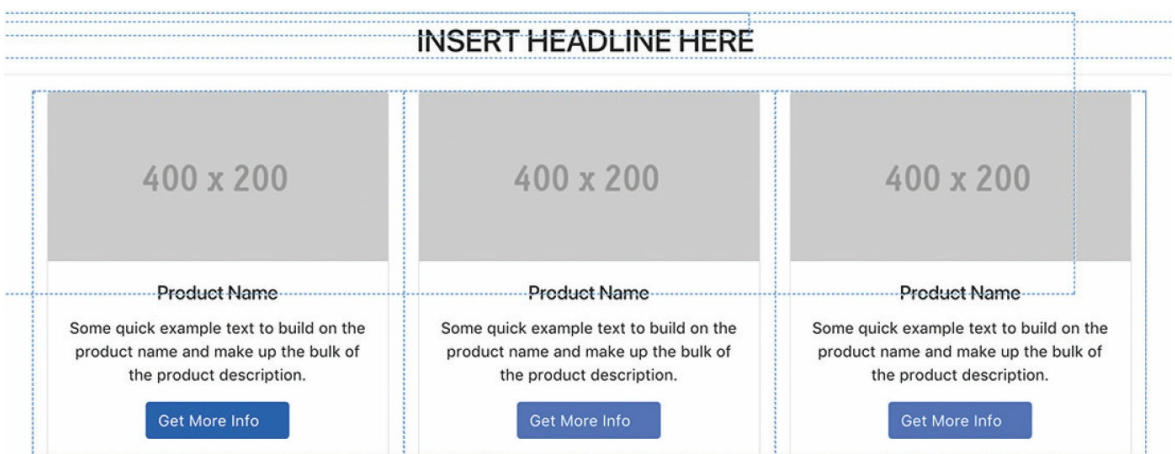 INSERT HEADLINE HERE
400 x 200
400 x 200
400 x 200
Product Name
Product Name
Product Name
Some quick example text to build on the
product name and make up the bulk of
the product description.
Some quick example text to build on the
product name and make up the bulk of
the product description.
Some quick example text to build on the
product name and make up the bulk of
the product description.
Get More Info
Get More Info
Get More Info